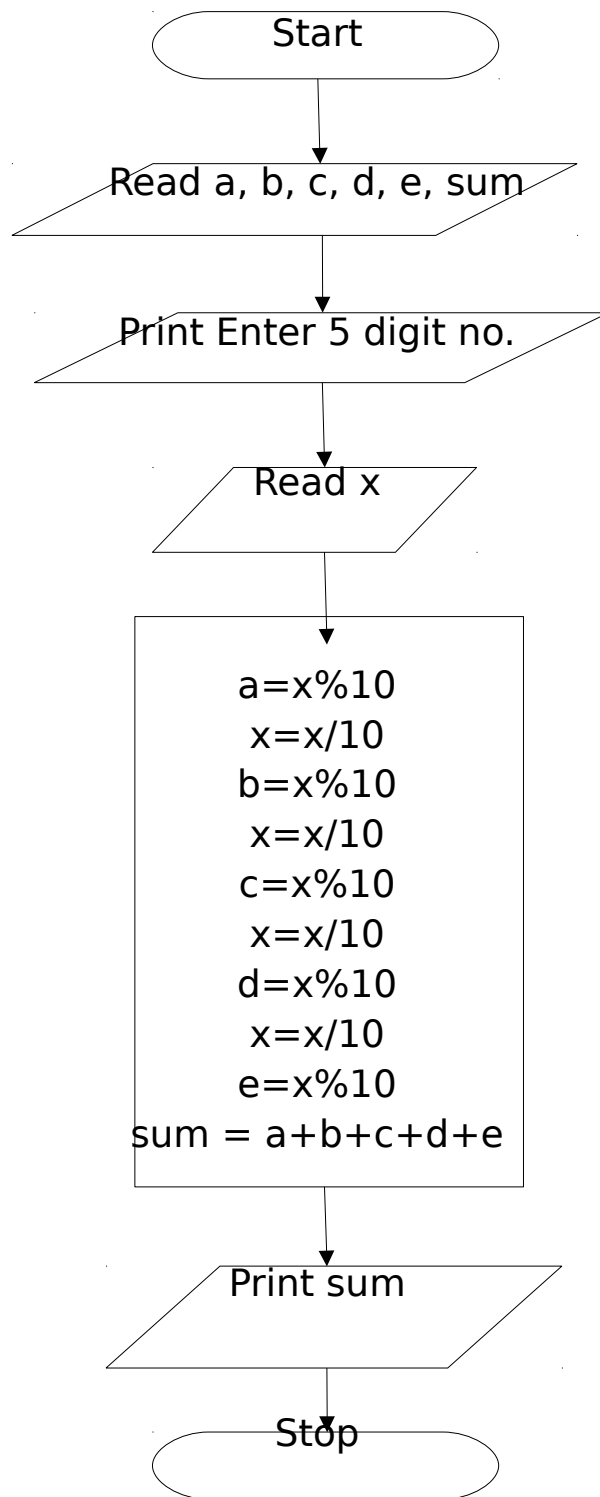 Start
Read a, b, c, d, e, sum
Print Enter 5 digit no.
Read x
a=x%10
x=x/10
b=x%10
x=x/10
c=x%10
x=x/10
d=x%10
x=x/10
e=x%10
sum = a+b+c+d+e
Print sum
Stop